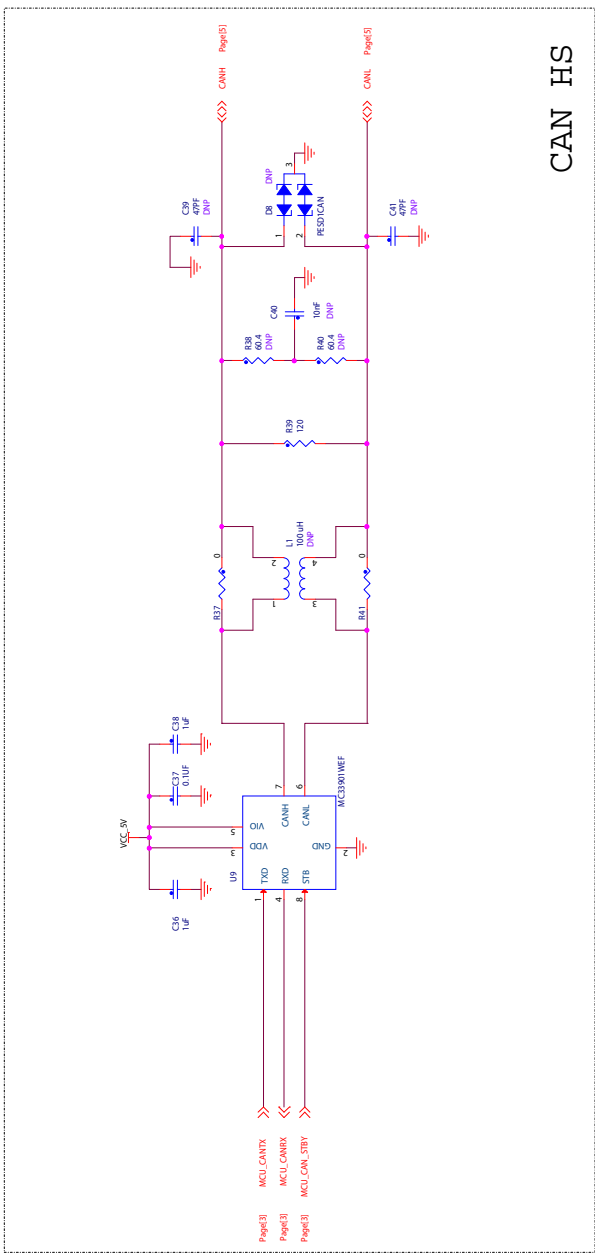 CAN HS
CANH Page[5]
CANL Page[5]
C39
47PF
DNP
D8
DNP
PESD1CAN
1
2
3
C41
47PF
DNP
C40
10nF
DNP
R38
60.4
DNP
R40
60.4
DNP
R39
120
L1
100 uH
DNP
2
1
4
3
R37
0
R41
0
VCC_5V
C38
1uF
C37
0.1UF
C36
1uF
U9
MC33901WEF
VIO
5
VDD
3
CANH
7
CANL
6
GND
2
TXD
1
RXD
4
STB
8
Page[3] MCU_CANTX
Page[3] MCU_CANRX
Page[3] MCU_CAN_STBY